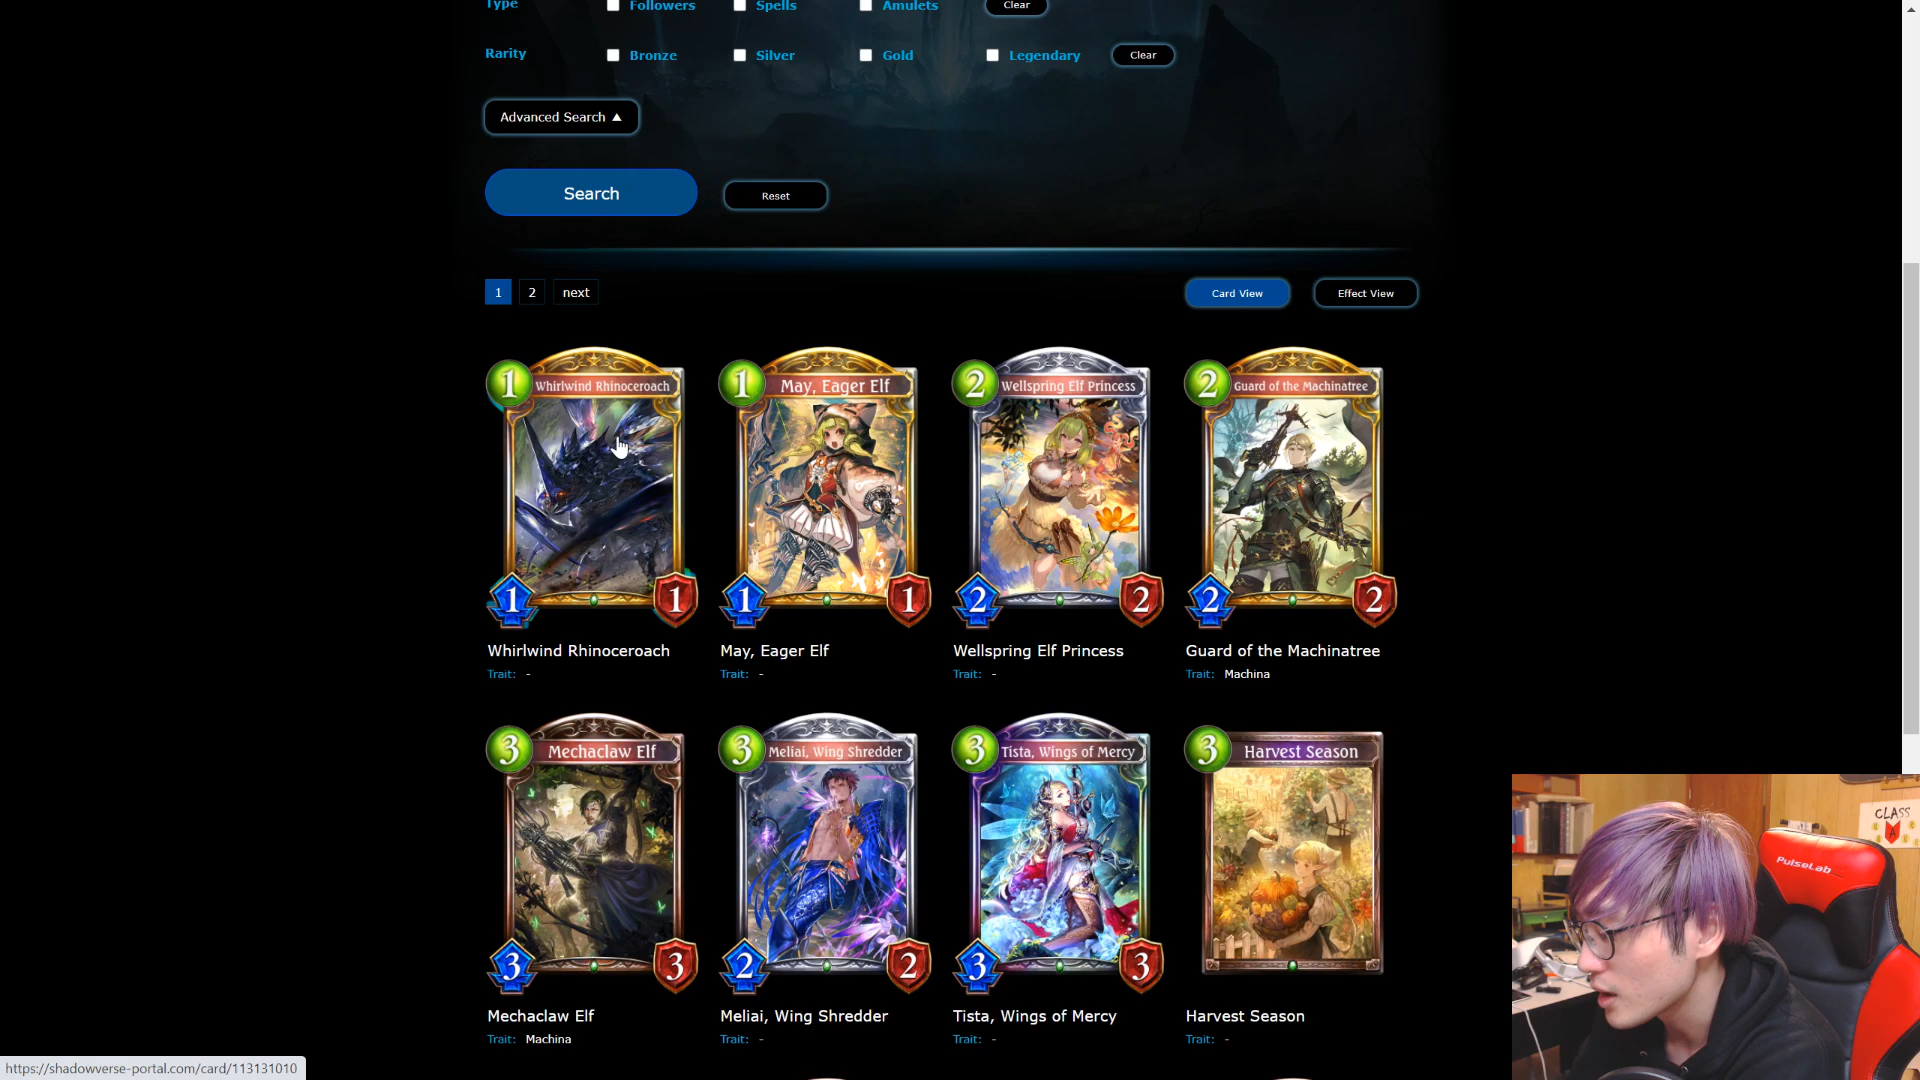 Type Followers Spells Amulets Clear
Rarity Bronze Silver Gold Legendary Clear
Advanced Search ▲
Search Reset
1 2 next Card View Effect View
1 Whirlwind Rhinoceroach 1 May, Eager Elf 2 Wellspring Elf Princess 2 Guard of the Machinatree
1 1 1 1 2 2 2 2
Whirlwind Rhinoceroach May, Eager Elf Wellspring Elf Princess Guard of the Machinatree
Trait: - Trait: - Trait: - Trait: Machina
3 Mechaclaw Elf 3 Meliai, Wing Shredder 3 Tista, Wings of Mercy 3 Harvest Season
3 3 2 2 3 3
Mechaclaw Elf Meliai, Wing Shredder Tista, Wings of Mercy Harvest Season
Trait: Machina Trait: - Trait: - Trait: -
CLASS
A
PulseLab
https://shadowverse-portal.com/card/113131010